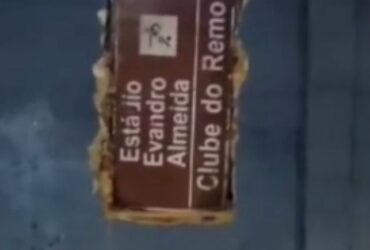 Estádio
Evandro
Almeida
Clube do Remo